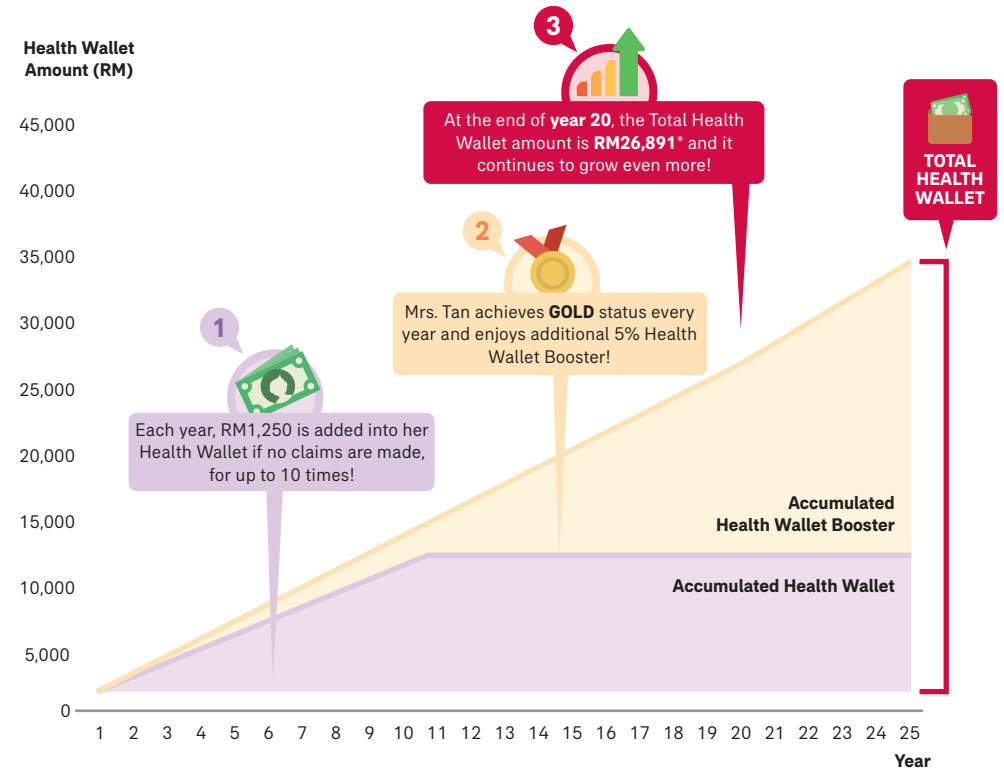 Health Wallet
Amount (RM)
45,000
40,000
35,000
30,000
25,000
20,000
15,000
10,000
5,000
0
1
Each year, RM1,250 is added into her
Health Wallet if no claims are made,
for up to 10 times!
2
Mrs. Tan achieves GOLD status every
year and enjoys additional 5% Health
Wallet Booster!
3
At the end of year 20, the Total Health
Wallet amount is RM26,891* and it
continues to grow even more!
TOTAL
HEALTH
WALLET
Accumulated
Health Wallet Booster
Accumulated Health Wallet
1 2 3 4 5 6 7 8 9 10 11 12 13 14 15 16 17 18 19 20 21 22 23 24 25
Year